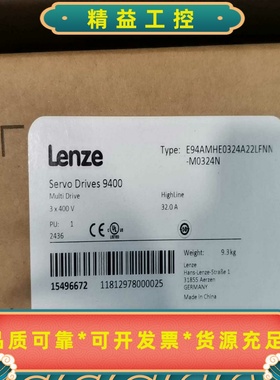 精益工控
Lenze
Type: E94AMHE0324A22LFNN
-M0324N
Servo Drives 9400
Multi Drive
HighLine
3 x 400 V
32.0 A
PU: 1
2436
Weight: 9.3kg
Lenze
Hans-Lenze-Straße 1
31855 Aerzen
GERMANY
Made in China
15496672
11812978000025
品质可靠*可开发票*货源充足